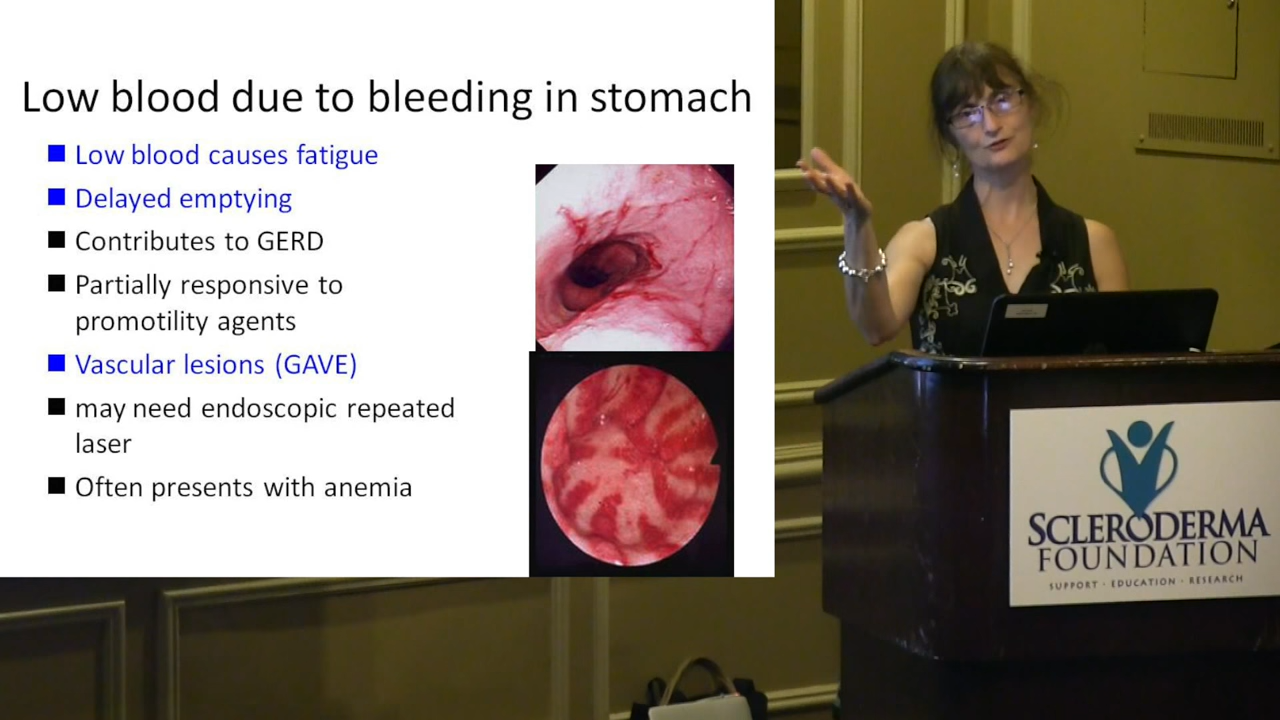 Low blood due to bleeding in stomach
Low blood causes fatigue
Delayed emptying
Contributes to GERD
Partially responsive to
promotility agents
Vascular lesions (GAVE)
may need endoscopic repeated
laser
Often presents with anemia
SCLERODERMA
FOUNDATION
SUPPORT · EDUCATION · RESEARCH